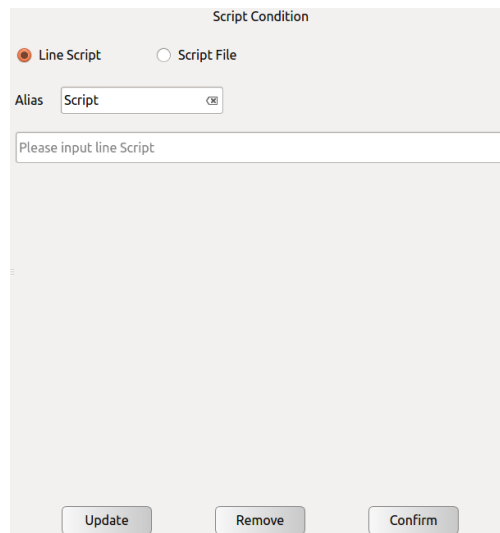 Script Condition
Line Script Script File
Alias Script
Please input line Script
Update Remove Confirm